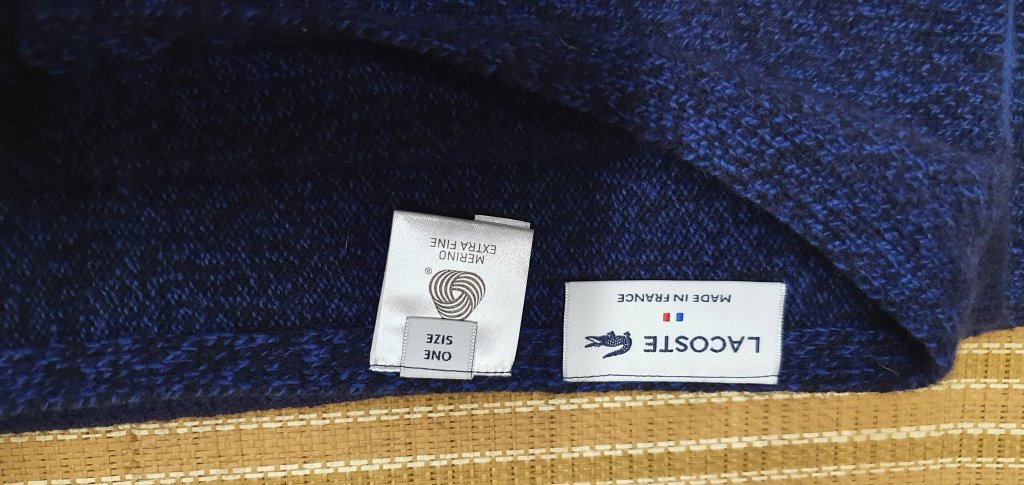 LACOSTE
MADE IN FRANCE
ONE
SIZE
®
MERINO
EXTRA FINE